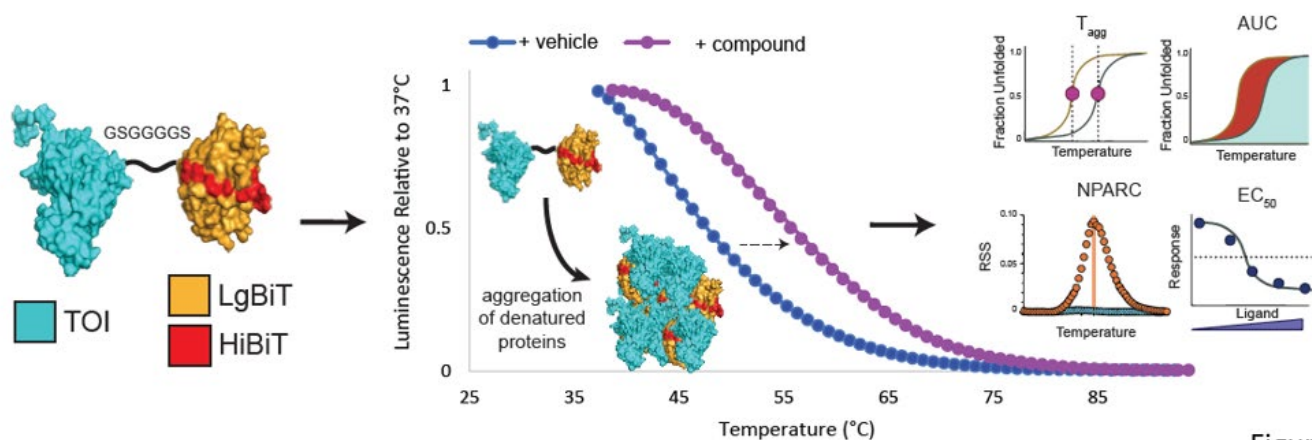 GSGGGGS
TOI
LgBiT
HiBiT
+ vehicle
+ compound
Luminescence Relative to 37°C
1
0.5
0
aggregation
of denatured
proteins
25
35
45
55
65
75
85
Temperature (°C)
Tagg
Fraction Unfolded
1.0
0.5
0
Temperature
AUC
Fraction Unfolded
1.0
0.5
0
Temperature
NPARC
RSS
0.10
0.05
0
Temperature
EC50
Response
Ligand